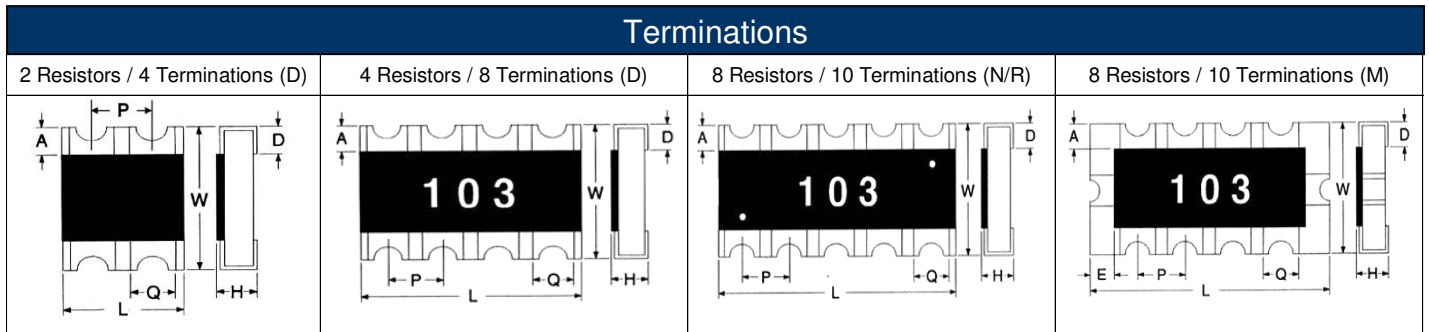 Terminations
2 Resistors / 4 Terminations (D)
4 Resistors / 8 Terminations (D)
8 Resistors / 10 Terminations (N/R)
8 Resistors / 10 Terminations (M)
P
A
D
W
Q
H
L
A
D
103
W
P
Q
H
L
A
D
103
W
P
Q
H
L
A
D
103
W
E
P
Q
H
L